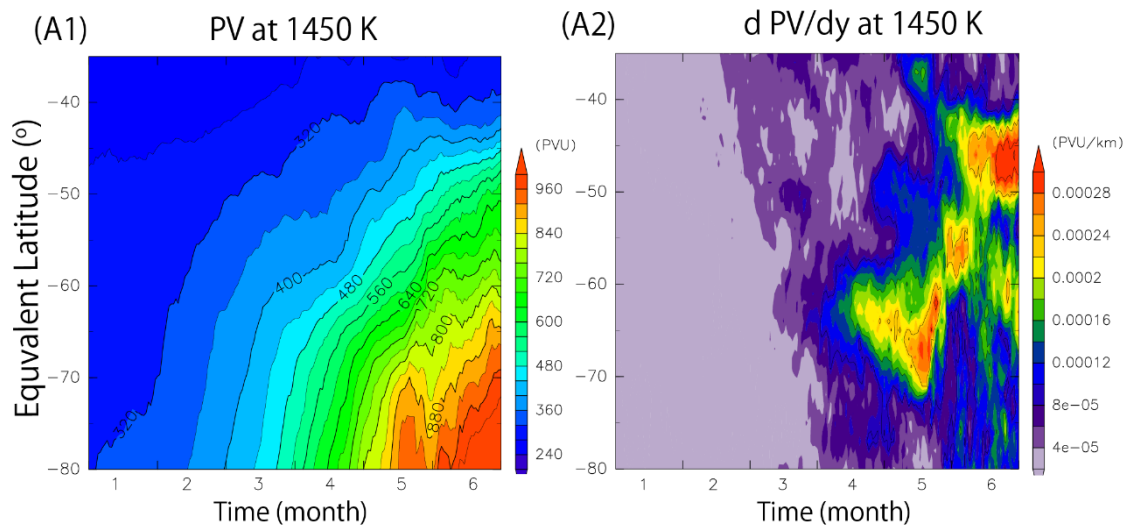 (A1) PV at 1450 K
Equvalent Latitude (º)
−40
−50
−60
−70
−80
320
320
400
480
560
640
720
800
880
1 2 3 4 5 6
Time (month)
(PVU)
960
840
720
600
480
360
240
(A2) d PV/dy at 1450 K
−40
−50
−60
−70
−80
1 2 3 4 5 6
Time (month)
(PVU/km)
0.00028
0.00024
0.0002
0.00016
0.00012
8e−05
4e−05